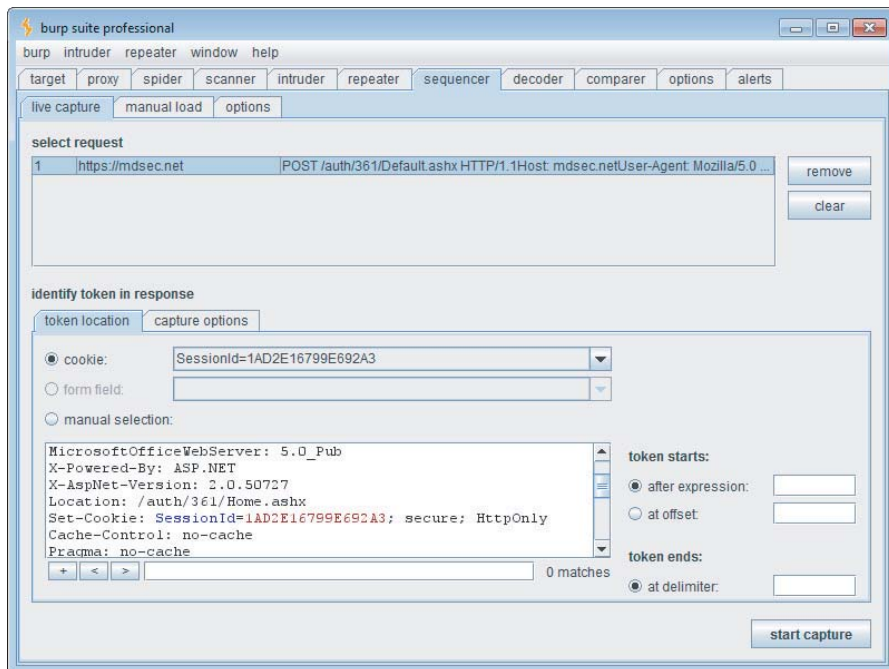 burp suite professional
burp intruder repeater window help
target proxy spider scanner intruder repeater sequencer decoder comparer options alerts
live capture manual load options
select request
1 https://mdsec.net POST /auth/361/Default.ashx HTTP/1.1Host: mdsec.netUser-Agent: Mozilla/5.0 ...
remove
clear
identify token in response
token location capture options
cookie: SessionId=1AD2E16799E692A3
form field:
manual selection:
MicrosoftOfficeWebServer: 5.0_Pub
X-Powered-By: ASP.NET
X-AspNet-Version: 2.0.50727
Location: /auth/361/Home.ashx
Set-Cookie: SessionId=1AD2E16799E692A3; secure; HttpOnly
Cache-Control: no-cache
Pragma: no-cache
+ < > 0 matches
token starts:
after expression:
at offset:
token ends:
at delimiter:
start capture